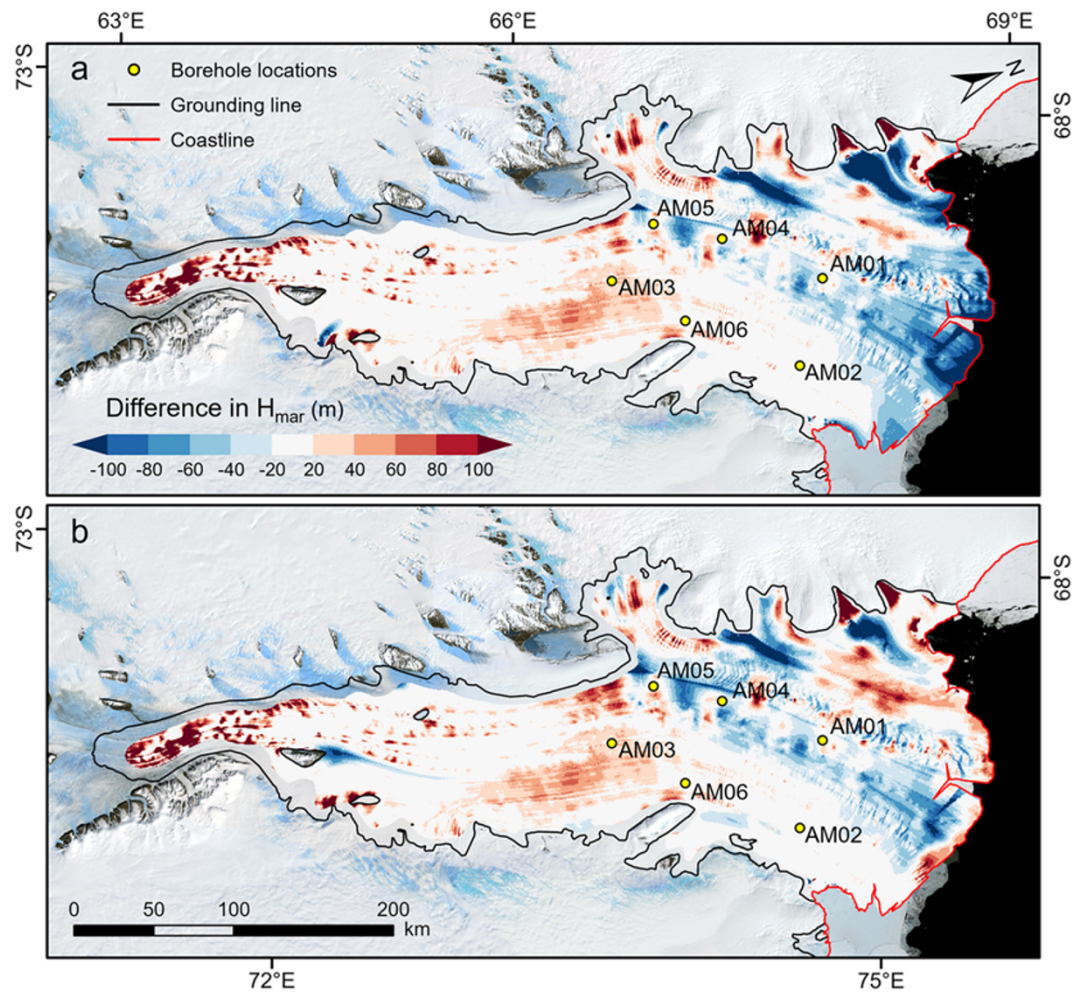 63°E 66°E 69°E
73°S
a
Borehole locations
Grounding line
Coastline
N
68°S
AM05
AM04
AM01
AM03
AM06
AM02
Difference in Hmar (m)
-100 -80 -60 -40 -20 20 40 60 80 100
73°S
b
68°S
AM05
AM04
AM01
AM03
AM06
AM02
0 50 100 200
km
72°E 75°E